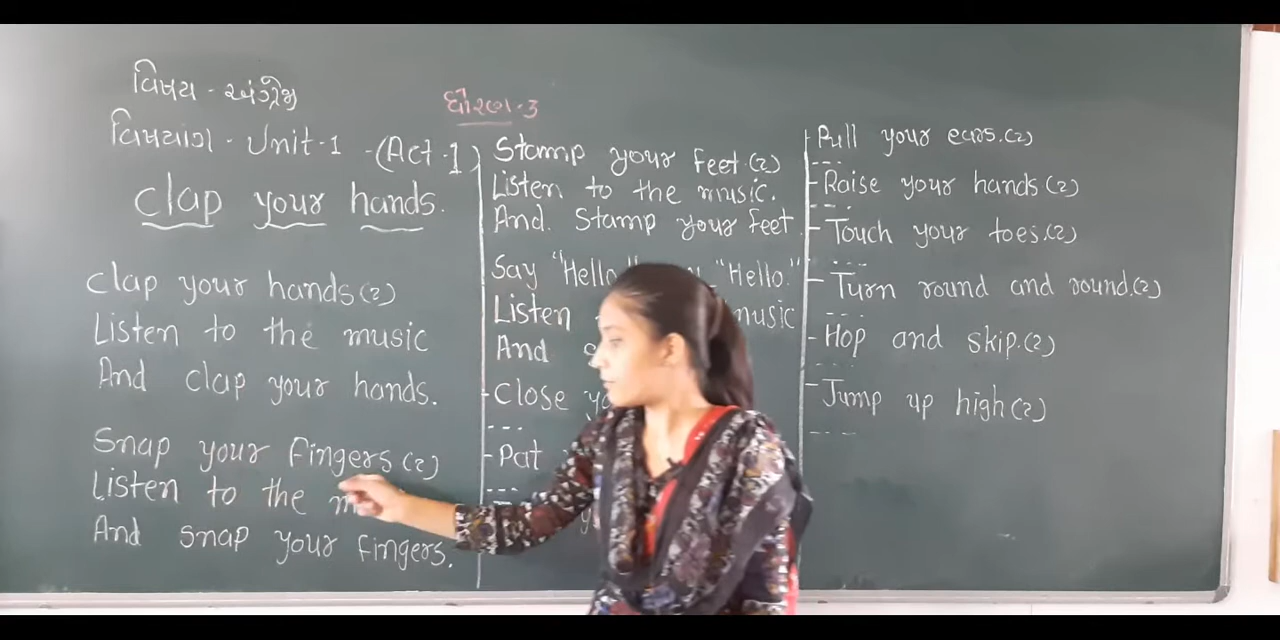 વિષય - અંગ્રેજી
ધોરણ-3
વિષયાંગ - Unit-1 - (Act-1)
clap your hands.
clap your hands (2)
Listen to the music
And clap your hands.
Snap your fingers (2)
Listen to the
And snap your fingers.
Stamp your feet.(2)
Listen to the music.
And. Stamp your feet
Say "Hello" "Hello."
Listen music
And
- Close
- - -
- Pat
- - -
- Pull your ears.(2)
- - -
- Raise your hands (2)
- - -
- Touch your toes.(2)
- - -
- Turn round and round.(2)
- - -
- Hop and skip.(2)
- - -
- Jump up high (2)
- - -